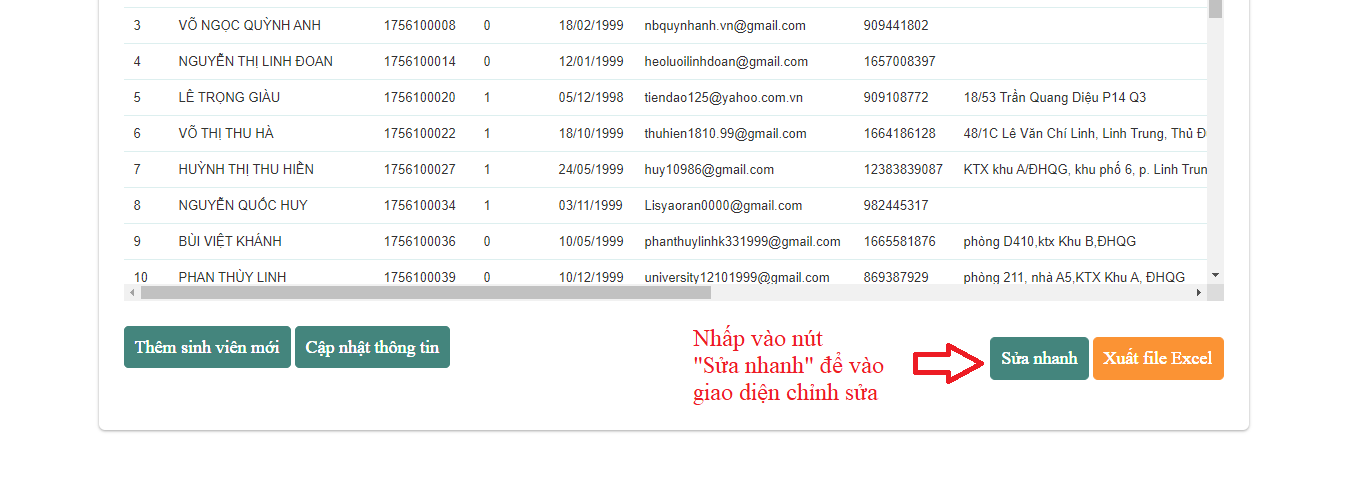 3 VÕ NGỌC QUỲNH ANH 1756100008 0 18/02/1999 nbquynhanh.vn@gmail.com 909441802
4 NGUYỄN THỊ LINH ĐOAN 1756100014 0 12/01/1999 heoluoilinhdoan@gmail.com 1657008397
5 LÊ TRỌNG GIÀU 1756100020 1 05/12/1998 tiendao125@yahoo.com.vn 909108772 18/53 Trần Quang Diệu P14 Q3
6 VÕ THỊ THU HÀ 1756100022 1 18/10/1999 thuhien1810.99@gmail.com 1664186128 48/1C Lê Văn Chí Linh, Linh Trung, Thủ Đ
7 HUỲNH THỊ THU HIỀN 1756100027 1 24/05/1999 huy10986@gmail.com 12383839087 KTX khu A/ĐHQG, khu phố 6, p. Linh Trun
8 NGUYỄN QUỐC HUY 1756100034 1 03/11/1999 Lisyaoran0000@gmail.com 982445317
9 BÙI VIỆT KHÁNH 1756100036 0 10/05/1999 phanthuylinhk331999@gmail.com 1665581876 phòng D410,ktx Khu B,ĐHQG
10 PHAN THÙY LINH 1756100039 0 10/12/1999 university12101999@gmail.com 869387929 phòng 211, nhà A5,KTX Khu A, ĐHQG
Thêm sinh viên mới Cập nhật thông tin
Nhấp vào nút
"Sửa nhanh" để vào
giao diện chỉnh sửa
Sửa nhanh Xuất file Excel